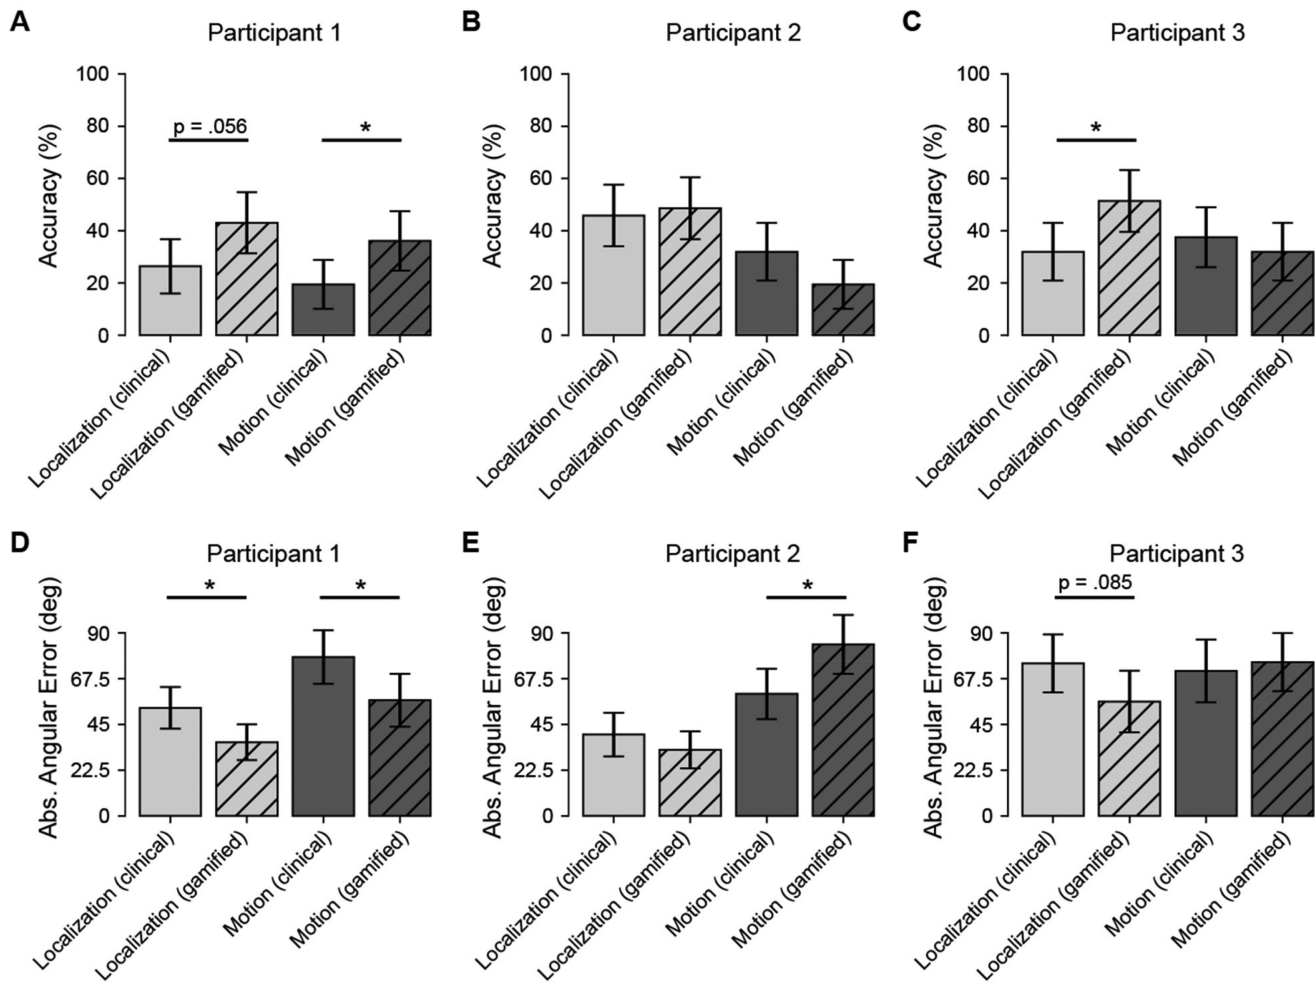 A
Participant 1
Accuracy (%)
100
80
60
40
20
0
p = .056
*
Localization (clinical)
Localization (gamified)
Motion (clinical)
Motion (gamified)
B
Participant 2
Accuracy (%)
100
80
60
40
20
0
Localization (clinical)
Localization (gamified)
Motion (clinical)
Motion (gamified)
C
Participant 3
Accuracy (%)
100
80
60
40
20
0
*
Localization (clinical)
Localization (gamified)
Motion (clinical)
Motion (gamified)
D
Participant 1
Abs. Angular Error (deg)
90
67.5
45
22.5
0
*
*
Localization (clinical)
Localization (gamified)
Motion (clinical)
Motion (gamified)
E
Participant 2
Abs. Angular Error (deg)
90
67.5
45
22.5
0
*
Localization (clinical)
Localization (gamified)
Motion (clinical)
Motion (gamified)
F
Participant 3
Abs. Angular Error (deg)
90
67.5
45
22.5
0
p = .085
Localization (clinical)
Localization (gamified)
Motion (clinical)
Motion (gamified)